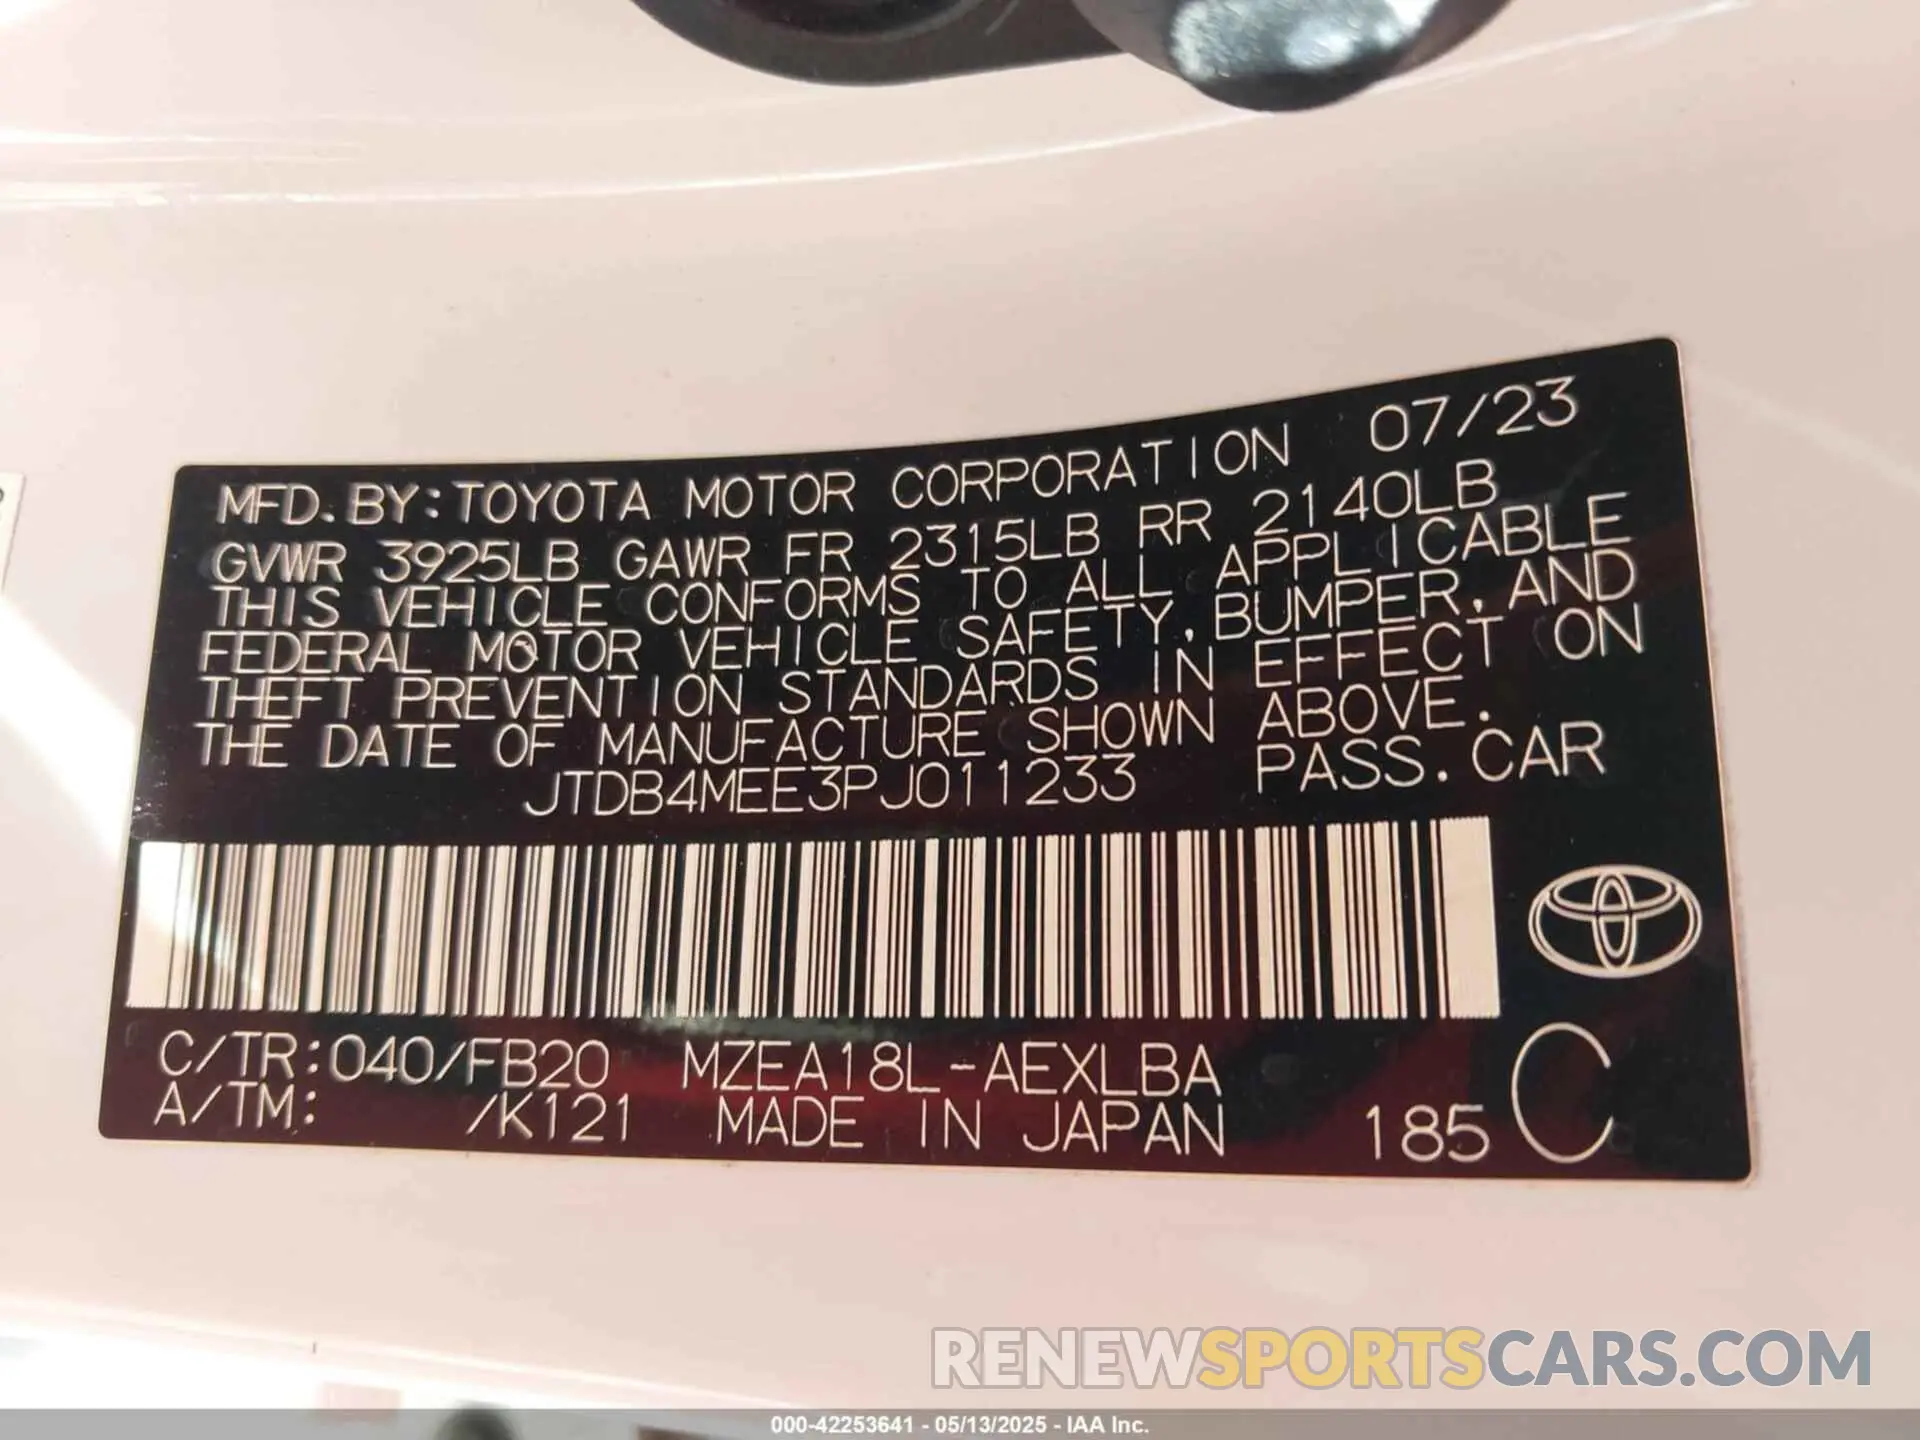 MFD. BY: TOYOTA MOTOR CORPORATION 07/23
GVWR 3925LB GAWR FR 2315LB RR 2140LB
THIS VEHICLE CONFORMS TO ALL APPLICABLE
FEDERAL MOTOR VEHICLE SAFETY, BUMPER, AND
THEFT PREVENTION STANDARDS IN EFFECT ON
THE DATE OF MANUFACTURE SHOWN ABOVE.
JTDB4MEE3PJ011233 PASS. CAR
C/TR:040/FB20 MZEA18L-AEXLBA
A/TM: /K121 MADE IN JAPAN 185 C
RENEWSPORTSCARS.COM
000-42253641 - 05/13/2025 - IAA Inc.